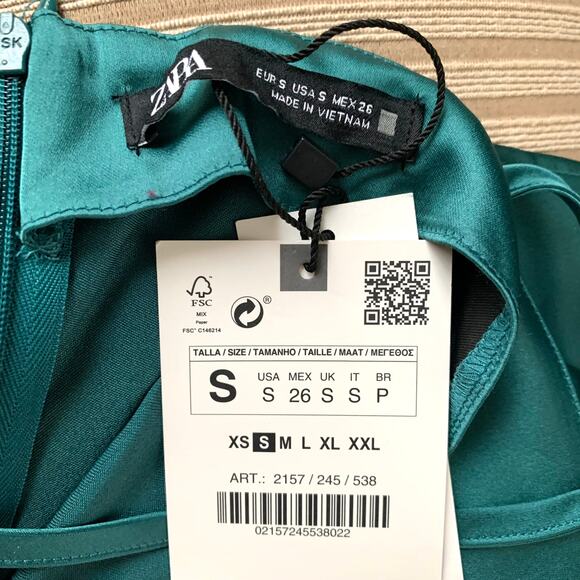 SK
ZARA
EUR S USA S MEX 26
MADE IN VIETNAM
FSC
MIX
Paper
FSC® C146214
®
TALLA / SIZE / TAMANHO / TAILLE / MAAT / ΜΕΓΕΘΟΣ
S
USA MEX UK IT BR
S 26 S S P
XS S M L XL XXL
ART.: 2157 / 245 / 538
02157245538022